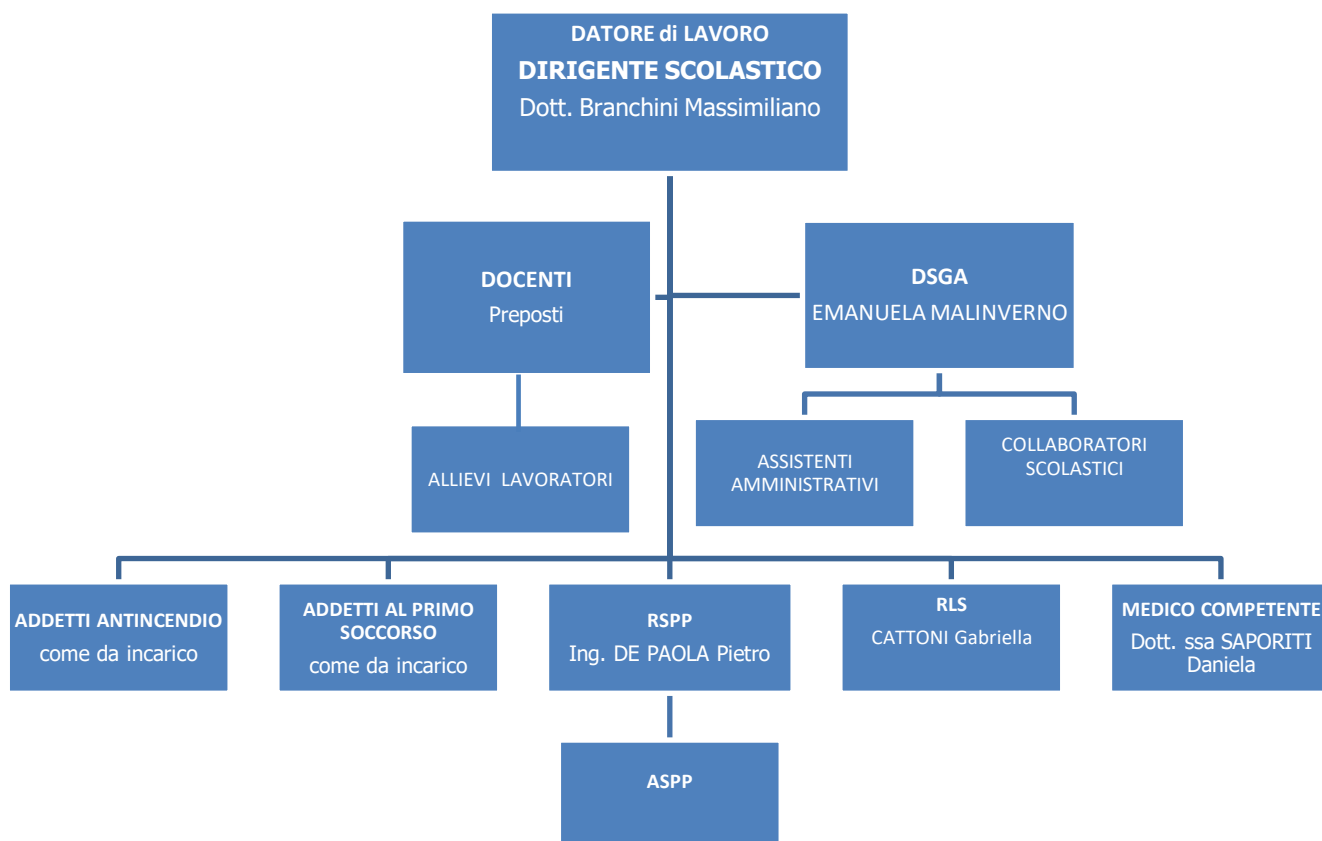 DATORE di LAVORO
DIRIGENTE SCOLASTICO
Dott. Branchini Massimiliano
DOCENTI
Preposti
DSGA
EMANUELA MALINVERNO
ALLIEVI LAVORATORI
ASSISTENTI
AMMINISTRATIVI
COLLABORATORI
SCOLASTICI
ADDETTI ANTINCENDIO
come da incarico
ADDETTI AL PRIMO
SOCCORSO
come da incarico
RSPP
Ing. DE PAOLA Pietro
RLS
CATTONI Gabriella
MEDICO COMPETENTE
Dott. ssa SAPORITI
Daniela
ASPP